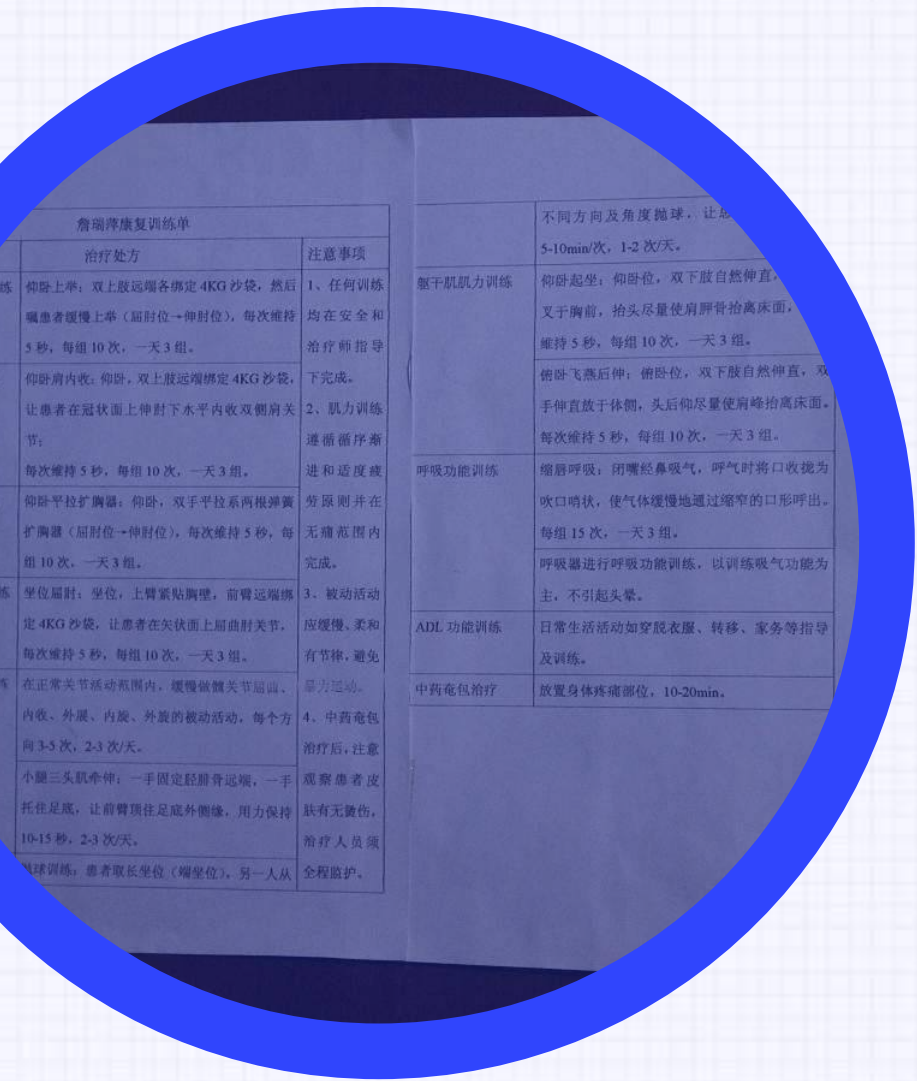 詹瑞萍康复训练单
治疗处方
注意事项
练
仰卧上举：双上肢远端各绑定 4KG 沙袋，然后
嘱患者缓慢上举（屈肘位→伸肘位），每次维持
5 秒，每组 10 次，一天 3 组。
仰卧肩内收：仰卧，双上肢远端绑定 4KG 沙袋，
让患者在冠状面上伸肘下水平内收双侧肩关
节；
每次维持 5 秒，每组 10 次，一天 3 组。
仰卧平拉扩胸器：仰卧，双手平拉系两根弹簧
扩胸器（屈肘位→伸肘位），每次维持 5 秒，每
组 10 次，一天 3 组。
练
坐位屈肘：坐位，上臂紧贴胸壁，前臂远端绑
定 4KG 沙袋，让患者在矢状面上屈曲肘关节，
每次维持 5 秒，每组 10 次，一天 3 组。
练
在正常关节活动范围内，缓慢做髋关节屈曲、
内收、外展、内旋、外旋的被动活动，每个方
向 3-5 次，2-3 次/天。
小腿三头肌牵伸：一手固定胫腓骨远端，一手
托住足底，让前臂顶住足底外侧缘，用力保持
10-15 秒，2-3 次/天。
球训练：患者取长坐位（端坐位），另一人从
1、任何训练
均在安全和
治疗师指导
下完成。
2、肌力训练
遵循循序渐
进和适度疲
劳原则并在
无痛范围内
完成。
3、被动活动
应缓慢、柔和
有节律，避免
暴力运动。
4、中药奄包
治疗后，注意
观察患者皮
肤有无烫伤，
治疗人员须
全程监护。
不同方向及角度抛球，让
5-10min/次，1-2 次/天。
躯干肌肌力训练
仰卧起坐：仰卧位，双下肢自然伸直，
叉于胸前，抬头尽量使肩胛骨抬离床面，
维持 5 秒，每组 10 次，一天 3 组。
俯卧飞燕后伸：俯卧位，双下肢自然伸直，双
手伸直放于体侧，头后仰尽量使肩峰抬离床面。
每次维持 5 秒，每组 10 次，一天 3 组。
呼吸功能训练
缩唇呼吸：闭嘴经鼻吸气，呼气时将口收拢为
吹口哨状，使气体缓慢地通过缩窄的口形呼出。
每组 15 次，一天 3 组。
呼吸器进行呼吸功能训练，以训练吸气功能为
主，不引起头晕。
ADL 功能训练
日常生活活动如穿脱衣服、转移、家务等指导
及训练。
中药奄包治疗
放置身体疼痛部位，10-20min。